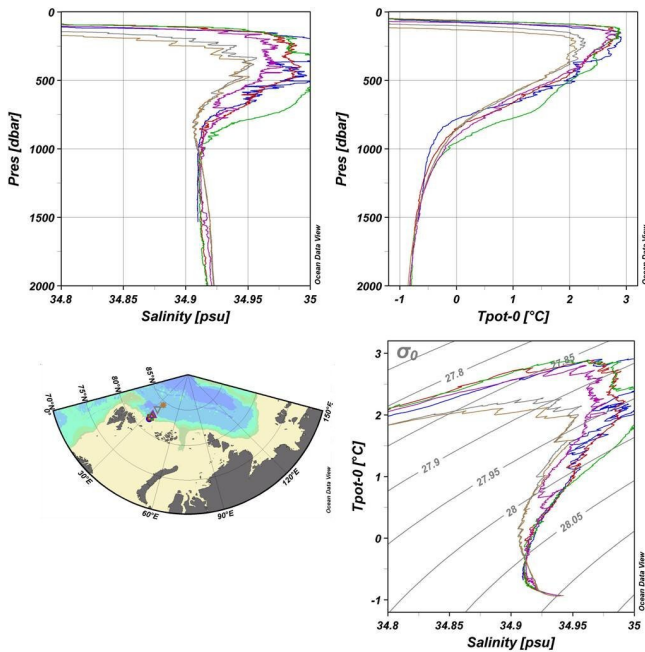 0
500
1000
1500
2000
Pres [dbar]
34.8 34.85 34.9 34.95 35
Salinity [psu]
Ocean Data View
0
500
1000
1500
2000
Pres [dbar]
-1 0 1 2 3
Tpot-0 [°C]
Ocean Data View
70°N
75°N
80°N
85°N
0°
30°E
60°E
90°E
120°E
150°E
Ocean Data View
σ0
3
2
1
0
-1
Tpot-0 [°C]
27.8
27.85
27.9
27.95
28
28.05
34.8 34.85 34.9 34.95 35
Salinity [psu]
Ocean Data View